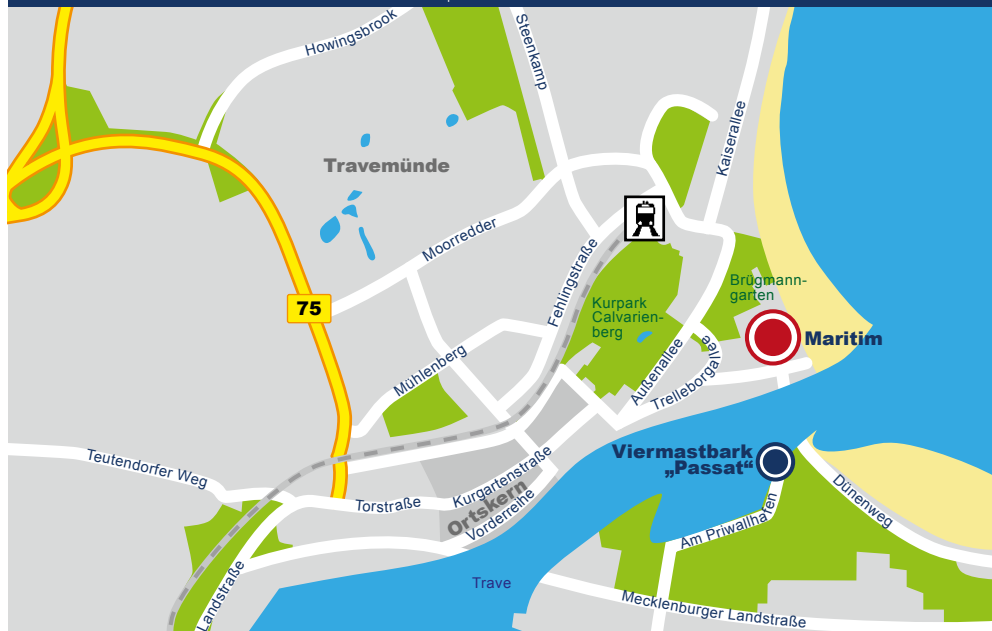 Howingsbrook
Steenkamp
Kaiserallee
Travemünde
Moorredder
Fehlingstraße
Brügmann-
garten
75
Kurpark
Calvarien-
berg
Maritim
Außenallee
Trelleborgallee
Mühlenberg
Viermastbark
„Passat“
Teutendorfer Weg
Torstraße
Kurgartenstraße
Ortskern
Vorderreihe
Dünenweg
Am Priwallhafen
Trave
Landstraße
Mecklenburger Landstraße